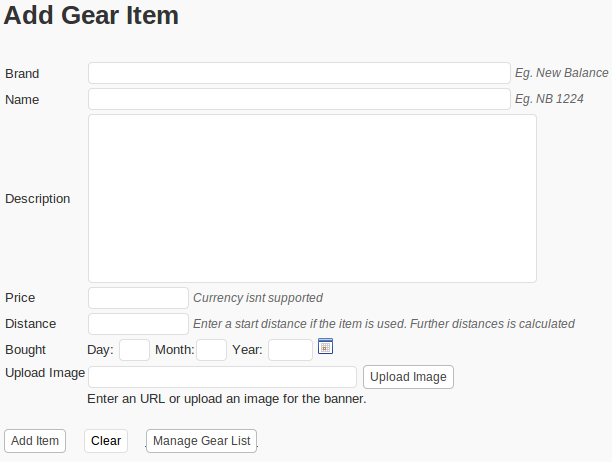 Add Gear Item
Brand Eg. New Balance
Name Eg. NB 1224
Description
Price Currency isnt supported
Distance Enter a start distance if the item is used. Further distances is calculated
Bought Day: Month: Year:
Upload Image Upload Image
Enter an URL or upload an image for the banner.
Add Item Clear Manage Gear List